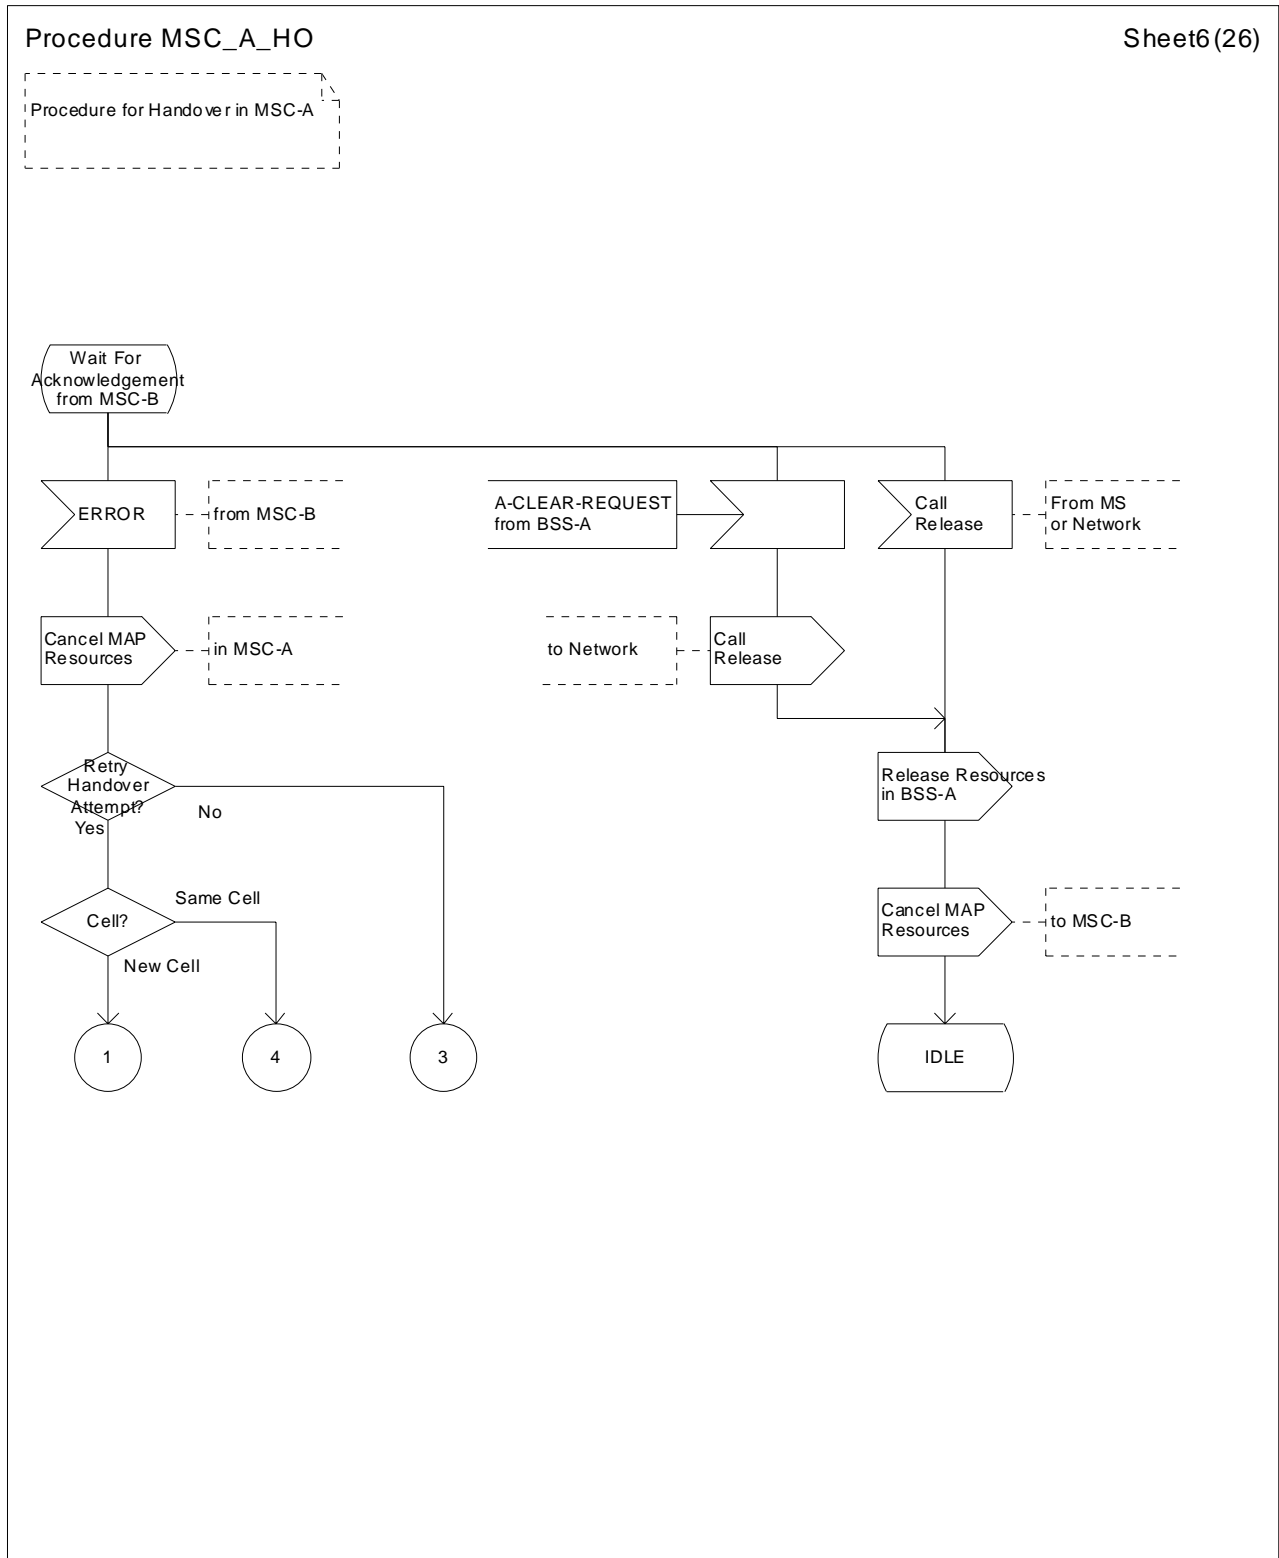 Procedure MSC_A_HO
Sheet6(26)
Procedure for Handover in MSC-A
Wait For
Acknowledgement
from MSC-B
ERROR
from MSC-B
A-CLEAR-REQUEST
from BSS-A
Call
Release
From MS
or Network
Cancel MAP
Resources
in MSC-A
to Network
Call
Release
Retry
Handover
Attempt?
Yes
No
Release Resources
in BSS-A
Cell?
Same Cell
New Cell
Cancel MAP
Resources
to MSC-B
1
4
3
IDLE